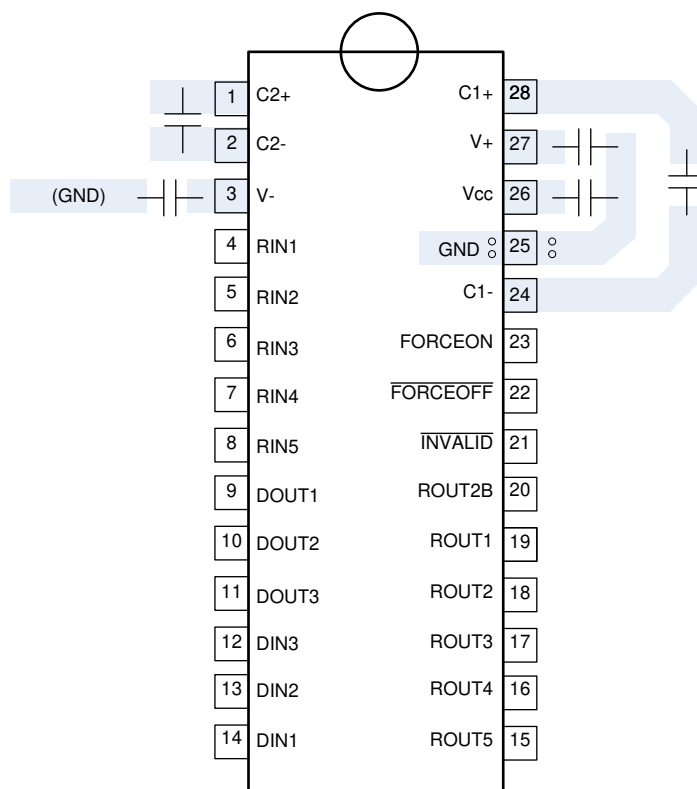 1 C2+ C1+ 28
2 C2- V+ 27
(GND) 3 V- Vcc 26
4 RIN1 GND 25
5 RIN2 C1- 24
6 RIN3 FORCEON 23
7 RIN4 FORCEOFF 22
8 RIN5 INVALID 21
9 DOUT1 ROUT2B 20
10 DOUT2 ROUT1 19
11 DOUT3 ROUT2 18
12 DIN3 ROUT3 17
13 DIN2 ROUT4 16
14 DIN1 ROUT5 15